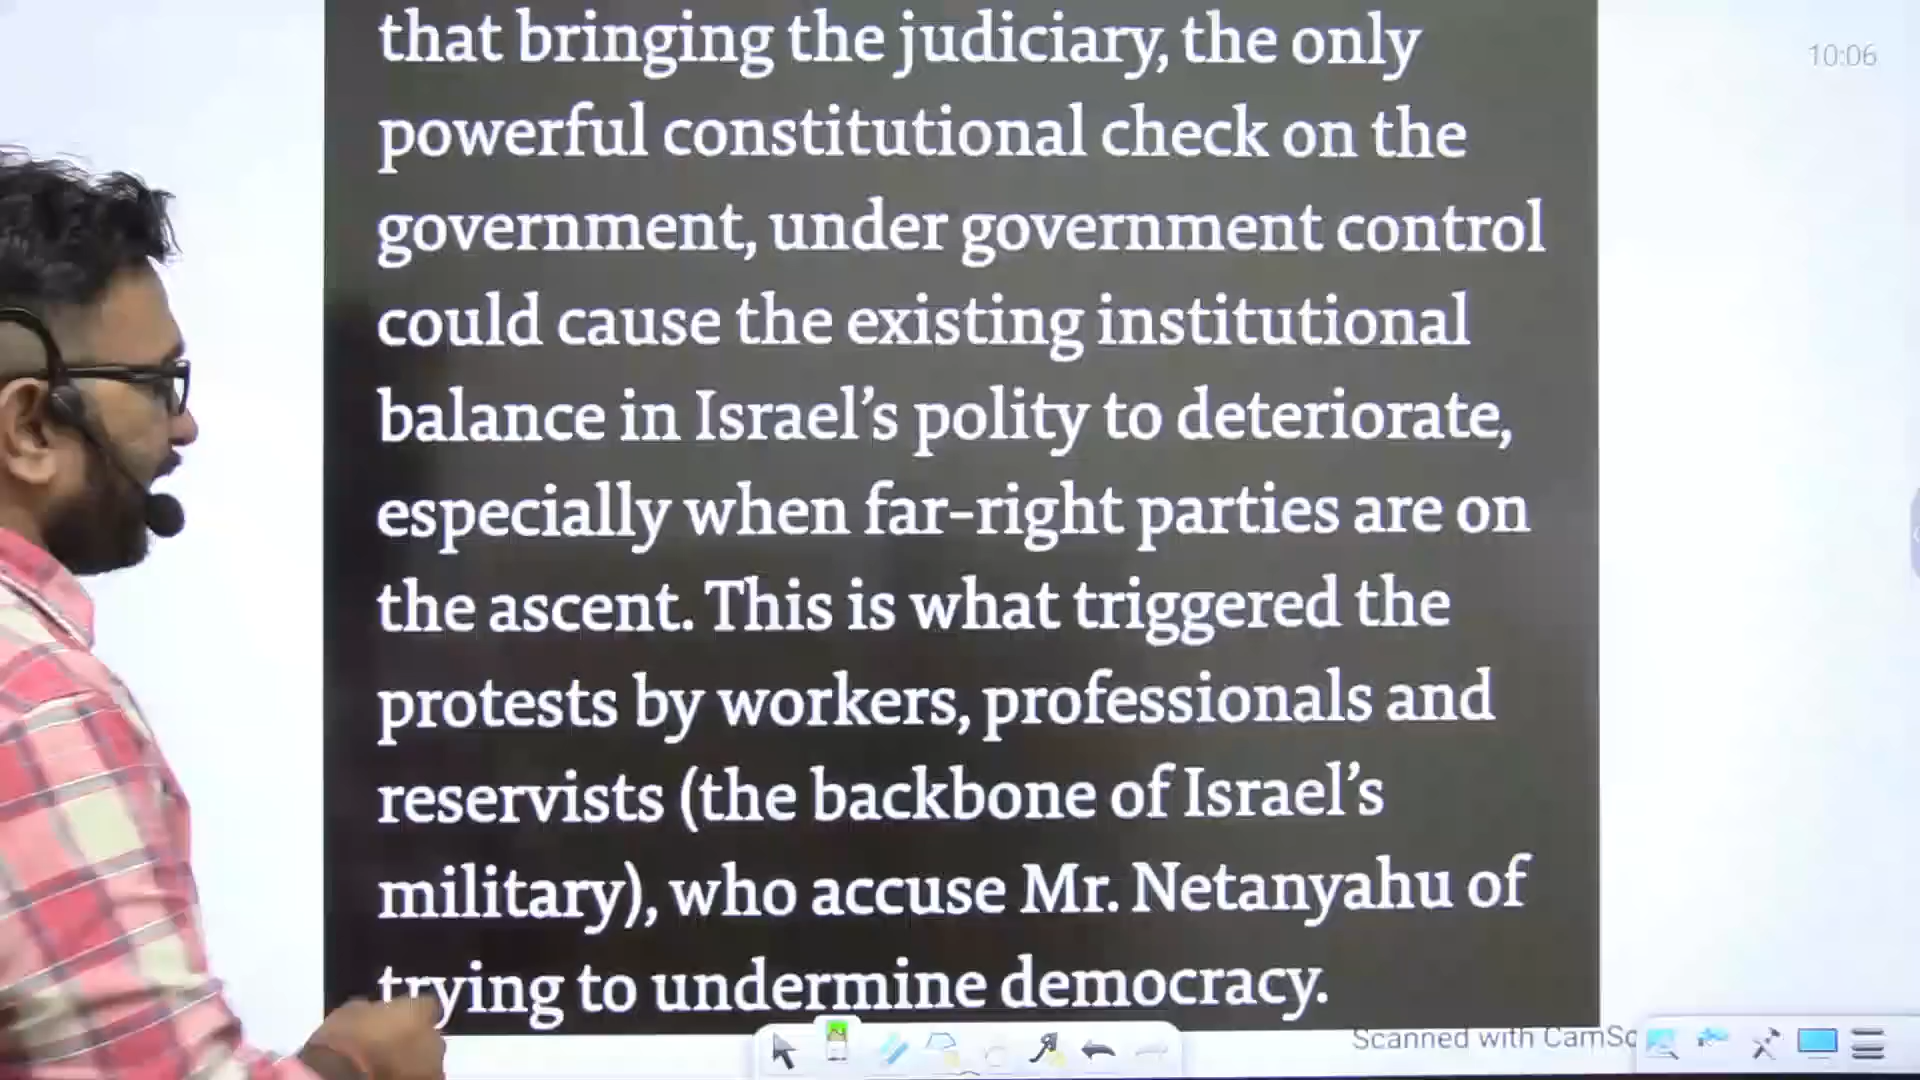 that bringing the judiciary, the only
10:06
powerful constitutional check on the
government, under government control
could cause the existing institutional
balance in Israel's polity to deteriorate,
especially when far-right parties are on
the ascent. This is what triggered the
protests by workers, professionals and
reservists (the backbone of Israel's
military), who accuse Mr. Netanyahu of
trying to undermine democracy.
Scanned with CamSc